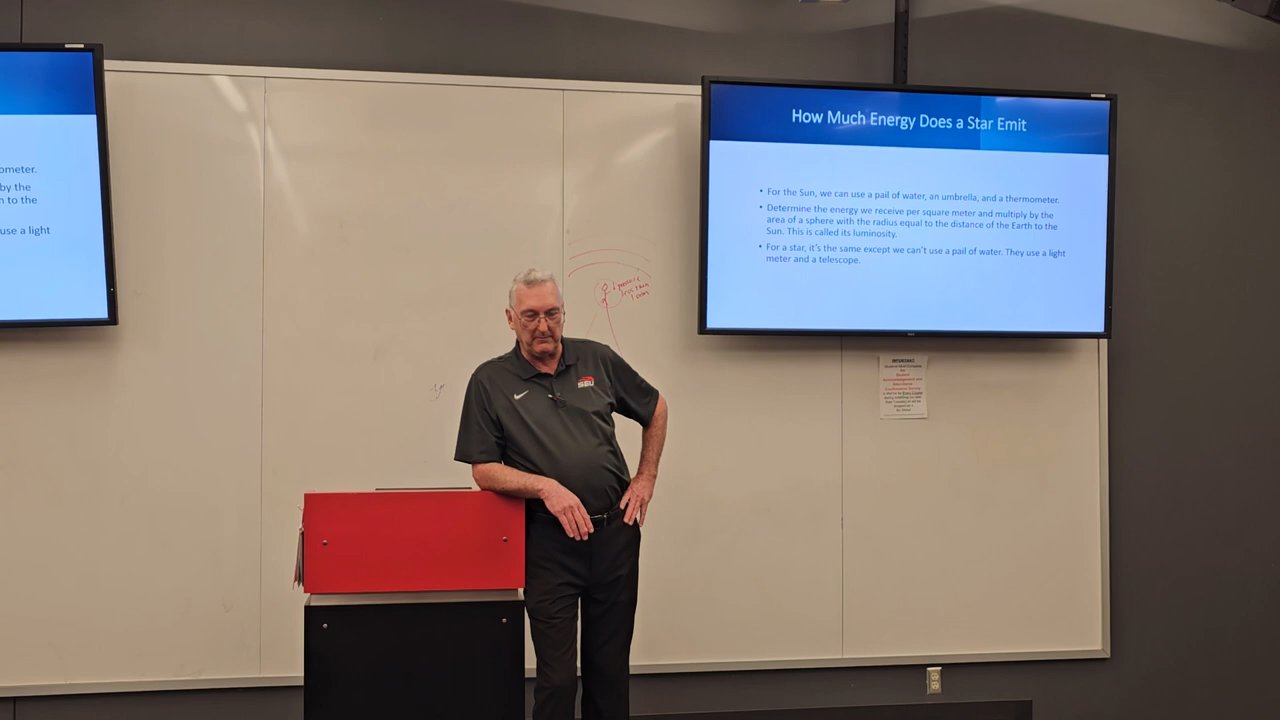 ometer.
by the
to the
use a light
How Much Energy Does a Star Emit
• For the Sun, we can use a pail of water, an umbrella, and a thermometer.
• Determine the energy we receive per square meter and multiply by the
area of a sphere with the radius equal to the distance of the Earth to the
Sun. This is called its luminosity.
• For a star, it's the same except we can't use a pail of water. They use a light
meter and a telescope.
less than
IMPORTANT!